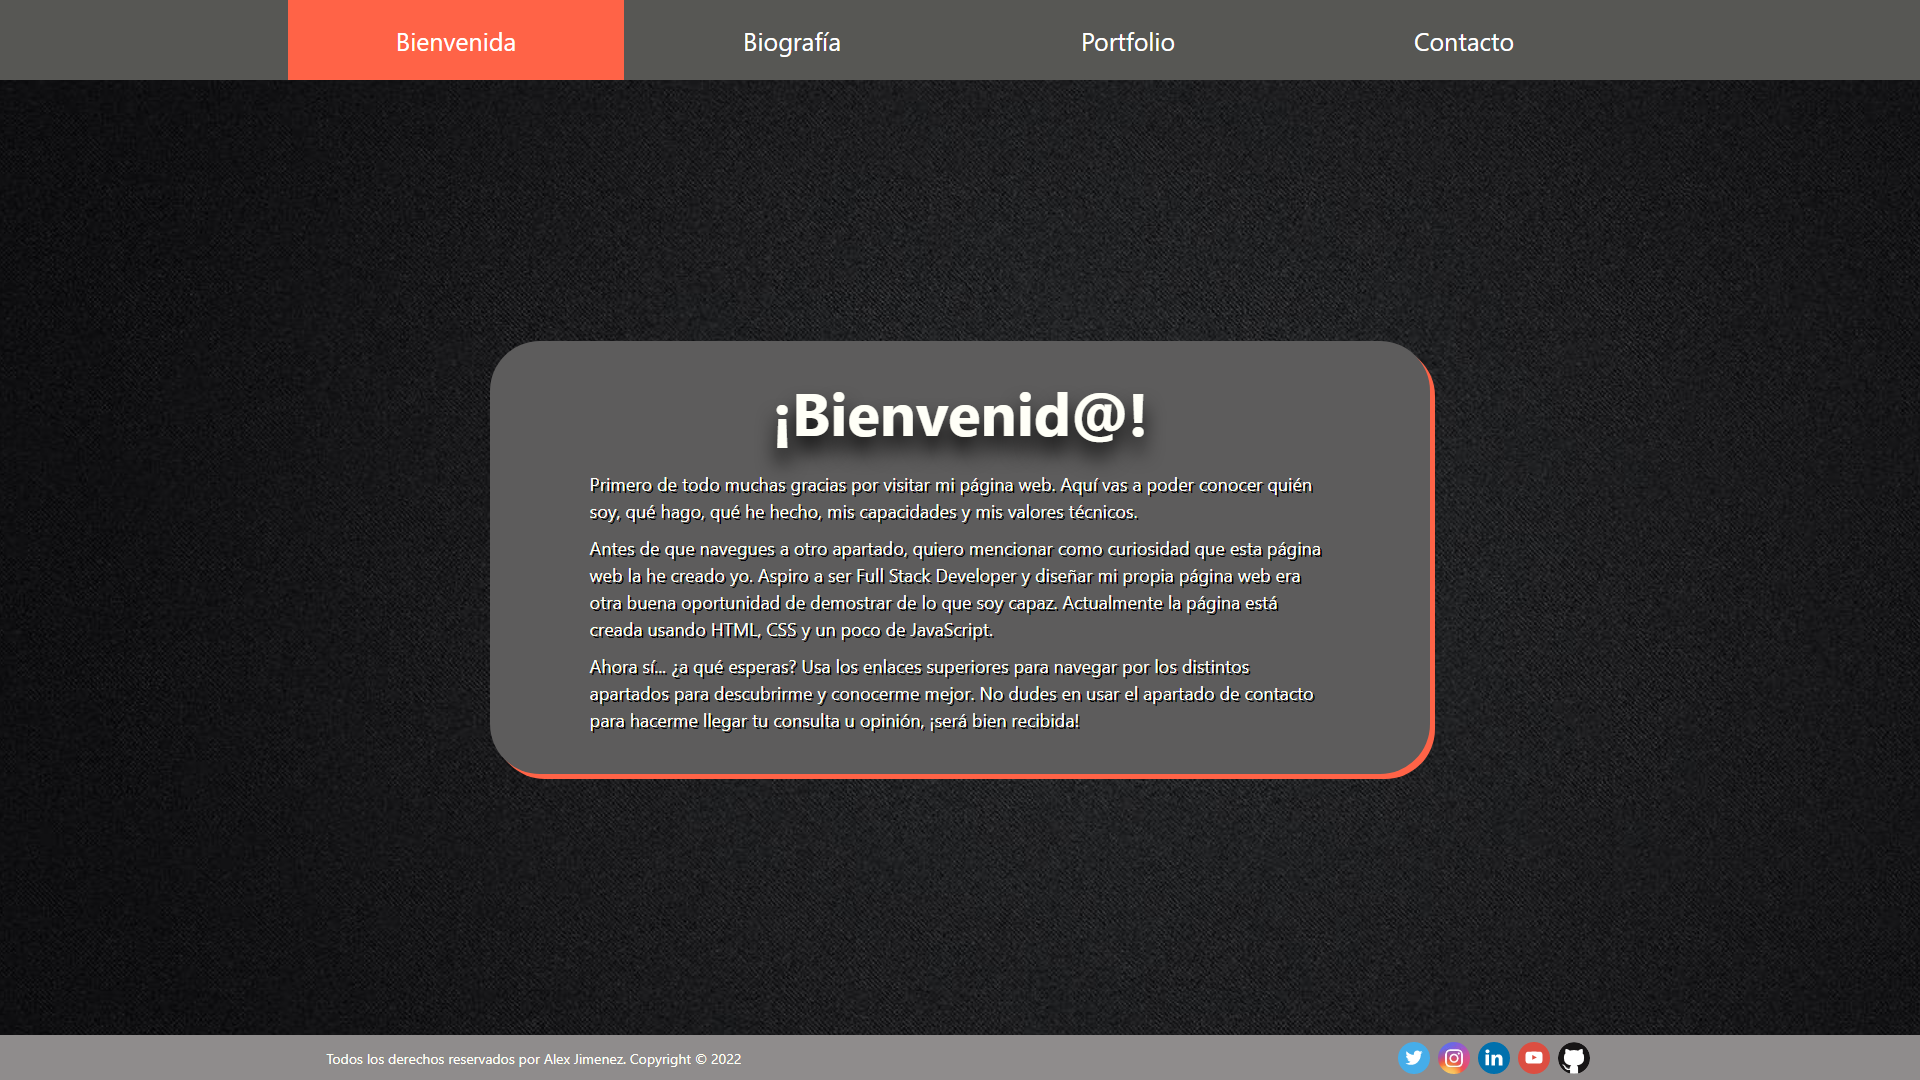 Bienvenida
Biografía
Portfolio
Contacto
¡Bienvenid@!
Primero de todo muchas gracias por visitar mi página web. Aquí vas a poder conocer quién
soy, qué hago, qué he hecho, mis capacidades y mis valores técnicos.
Antes de que navegues a otro apartado, quiero mencionar como curiosidad que esta página
web la he creado yo. Aspiro a ser Full Stack Developer y diseñar mi propia página web era
otra buena oportunidad de demostrar de lo que soy capaz. Actualmente la página está
creada usando HTML, CSS y un poco de JavaScript.
Ahora sí... ¿a qué esperas? Usa los enlaces superiores para navegar por los distintos
apartados para descubrirme y conocerme mejor. No dudes en usar el apartado de contacto
para hacerme llegar tu consulta u opinión, ¡será bien recibida!
Todos los derechos reservados por Alex Jimenez. Copyright © 2022
in